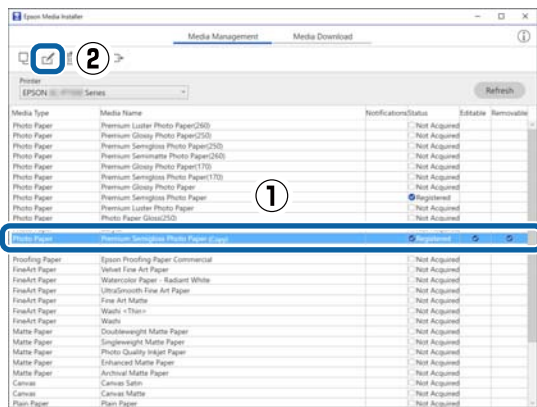 Epson Media Installer
Media Management Media Download
②
Printer
EPSON Series
Refresh
Media Type Media Name Notifications Status Editable Removable
Photo Paper Premium Luster Photo Paper(260) Not Acquired
Photo Paper Premium Glossy Photo Paper(250) Not Acquired
Photo Paper Premium Semigloss Photo Paper(250) Not Acquired
Photo Paper Premium Semimatte Photo Paper(260) Not Acquired
Photo Paper Premium Glossy Photo Paper(170) Not Acquired
Photo Paper Premium Semigloss Photo Paper(170) Not Acquired
Photo Paper Premium Glossy Photo Paper Not Acquired
Photo Paper Premium Semigloss Photo Paper Registered
Photo Paper Premium Luster Photo Paper Not Acquired
Photo Paper Photo Paper Gloss(250) Not Acquired
①
Photo Paper Premium Semigloss Photo Paper (Copy) Registered
Proofing Paper Epson Proofing Paper Commercial Not Acquired
FineArt Paper Velvet Fine Art Paper Not Acquired
FineArt Paper Watercolor Paper - Radiant White Not Acquired
FineArt Paper UltraSmooth Fine Art Paper Not Acquired
FineArt Paper Fine Art Matte Not Acquired
FineArt Paper Washi <Thin> Not Acquired
FineArt Paper Washi Not Acquired
Matte Paper Doubleweight Matte Paper Not Acquired
Matte Paper Singleweight Matte Paper Not Acquired
Matte Paper Photo Quality Inkjet Paper Not Acquired
Matte Paper Enhanced Matte Paper Not Acquired
Matte Paper Archival Matte Paper Not Acquired
Canvas Canvas Satin Not Acquired
Canvas Canvas Matte Not Acquired
Plain Paper Plain Paper Not Acquired